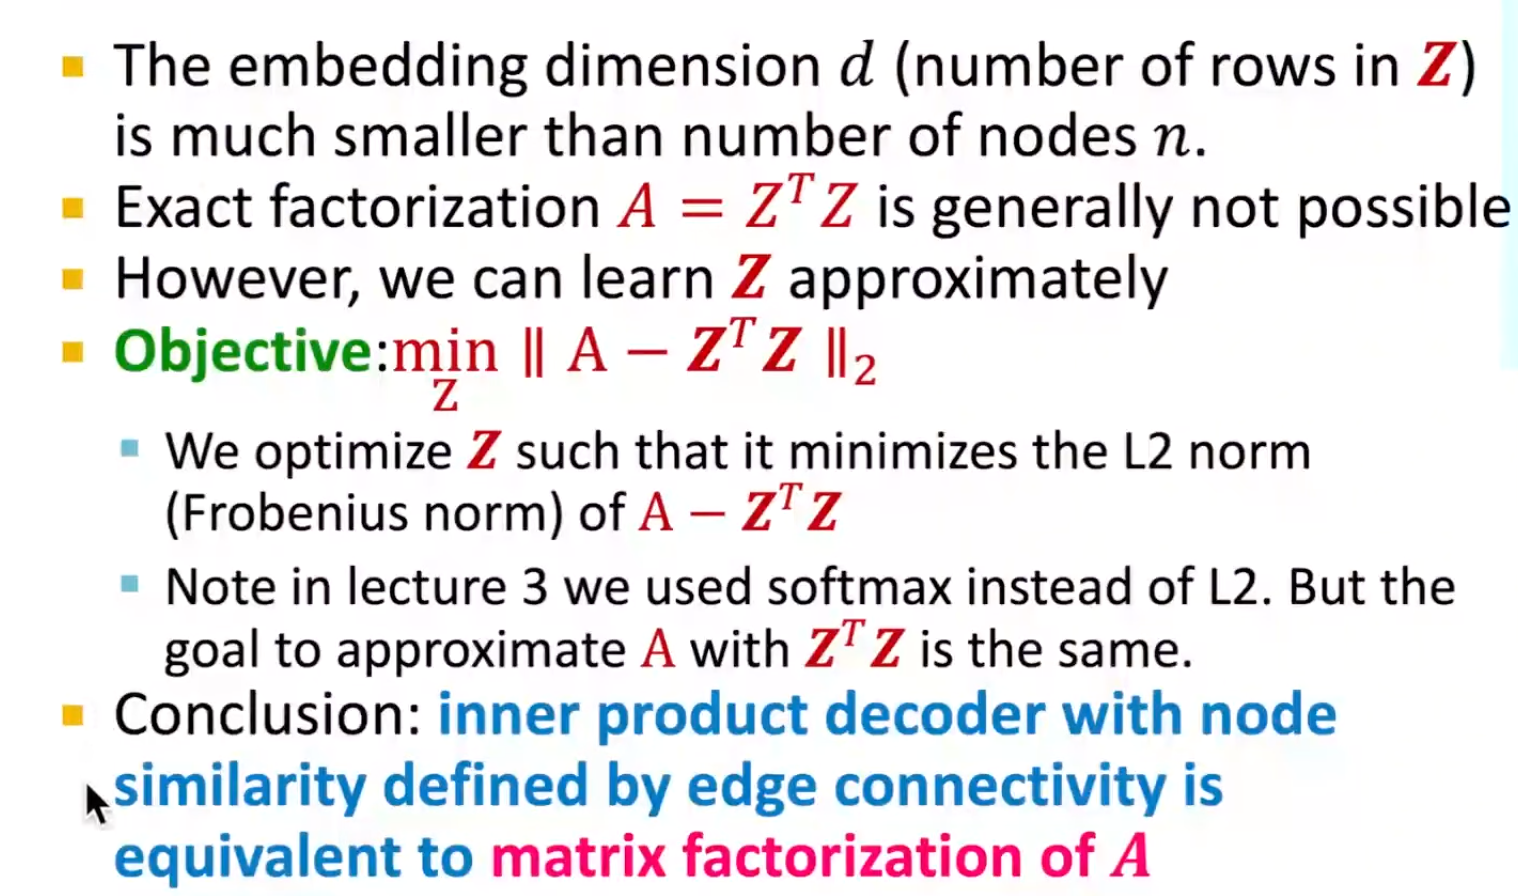 ▪ The embedding dimension d (number of rows in Z)
is much smaller than number of nodes n.
▪ Exact factorization A = Z^T Z is generally not possible
▪ However, we can learn Z approximately
▪ Objective: min ‖ A − Z^T Z ‖₂
Z
▪ We optimize Z such that it minimizes the L2 norm
(Frobenius norm) of A − Z^T Z
▪ Note in lecture 3 we used softmax instead of L2. But the
goal to approximate A with Z^T Z is the same.
▪ Conclusion: inner product decoder with node
similarity defined by edge connectivity is
equivalent to matrix factorization of A